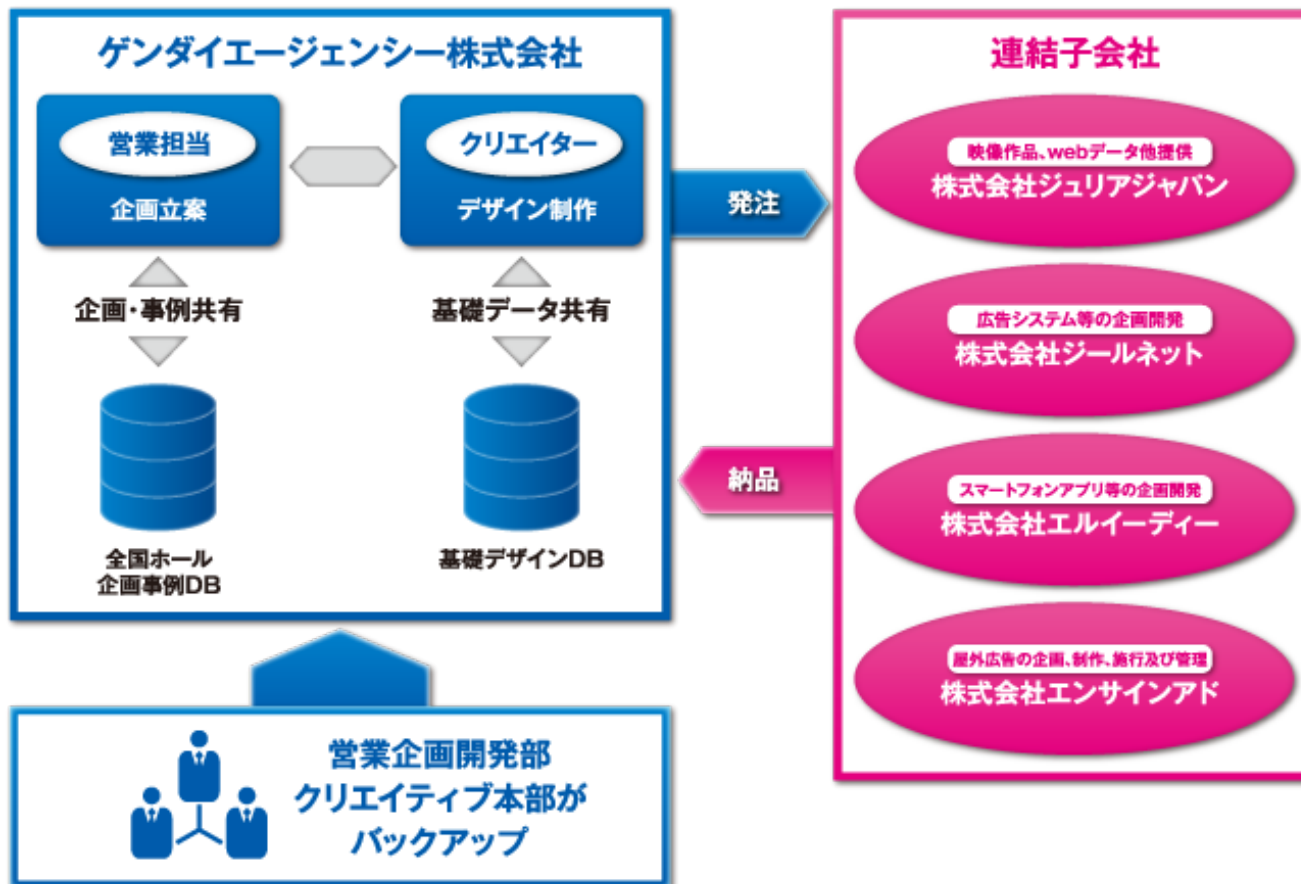 ゲンダイエージェンシー株式会社
営業担当
企画立案
クリエイター
デザイン制作
企画・事例共有
基礎データ共有
全国ホール
企画事例DB
基礎デザインDB
発注
納品
連結子会社
映像作品、webデータ他提供
株式会社ジュリアジャパン
広告システム等の企画開発
株式会社ジールネット
スマートフォンアプリ等の企画開発
株式会社エルイーディー
屋外広告の企画、制作、施行及び管理
株式会社エンサインアド
営業企画開発部
クリエイティブ本部が
バックアップ